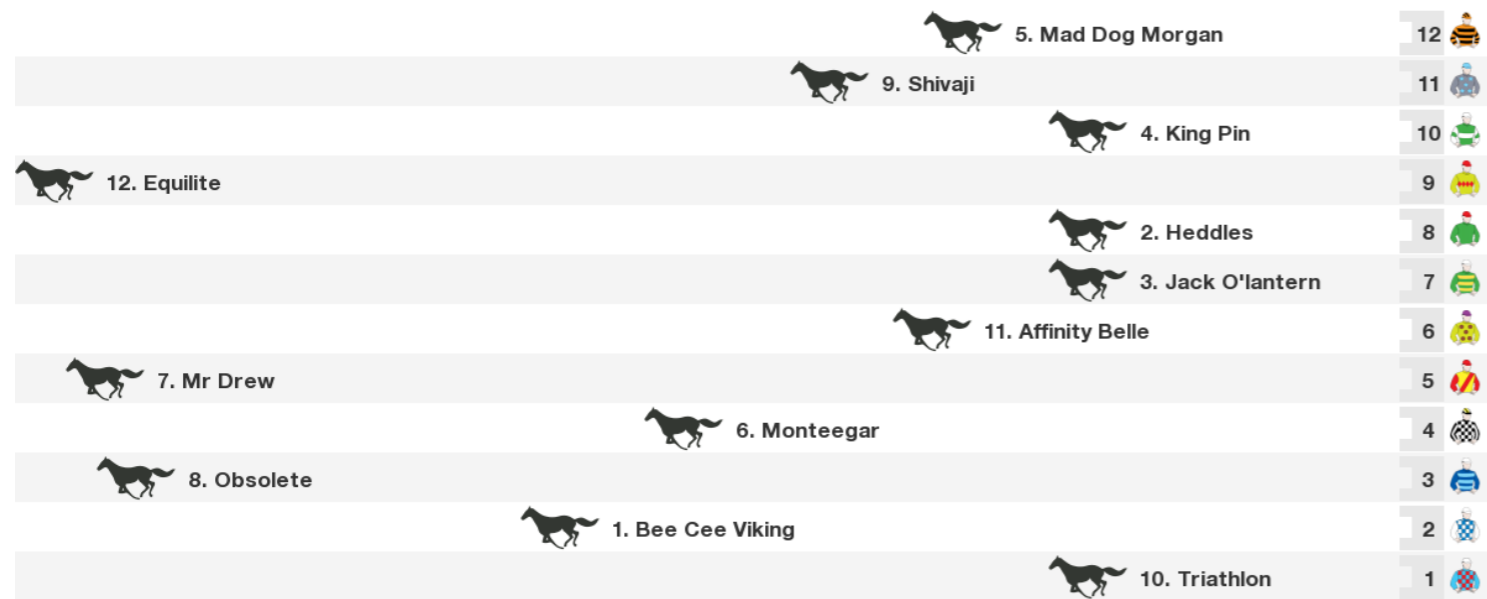 5. Mad Dog Morgan 12
9. Shivaji 11
4. King Pin 10
12. Equilite 9
2. Heddles 8
3. Jack O'lantern 7
11. Affinity Belle 6
7. Mr Drew 5
6. Monteegar 4
8. Obsolete 3
1. Bee Cee Viking 2
10. Triathlon 1